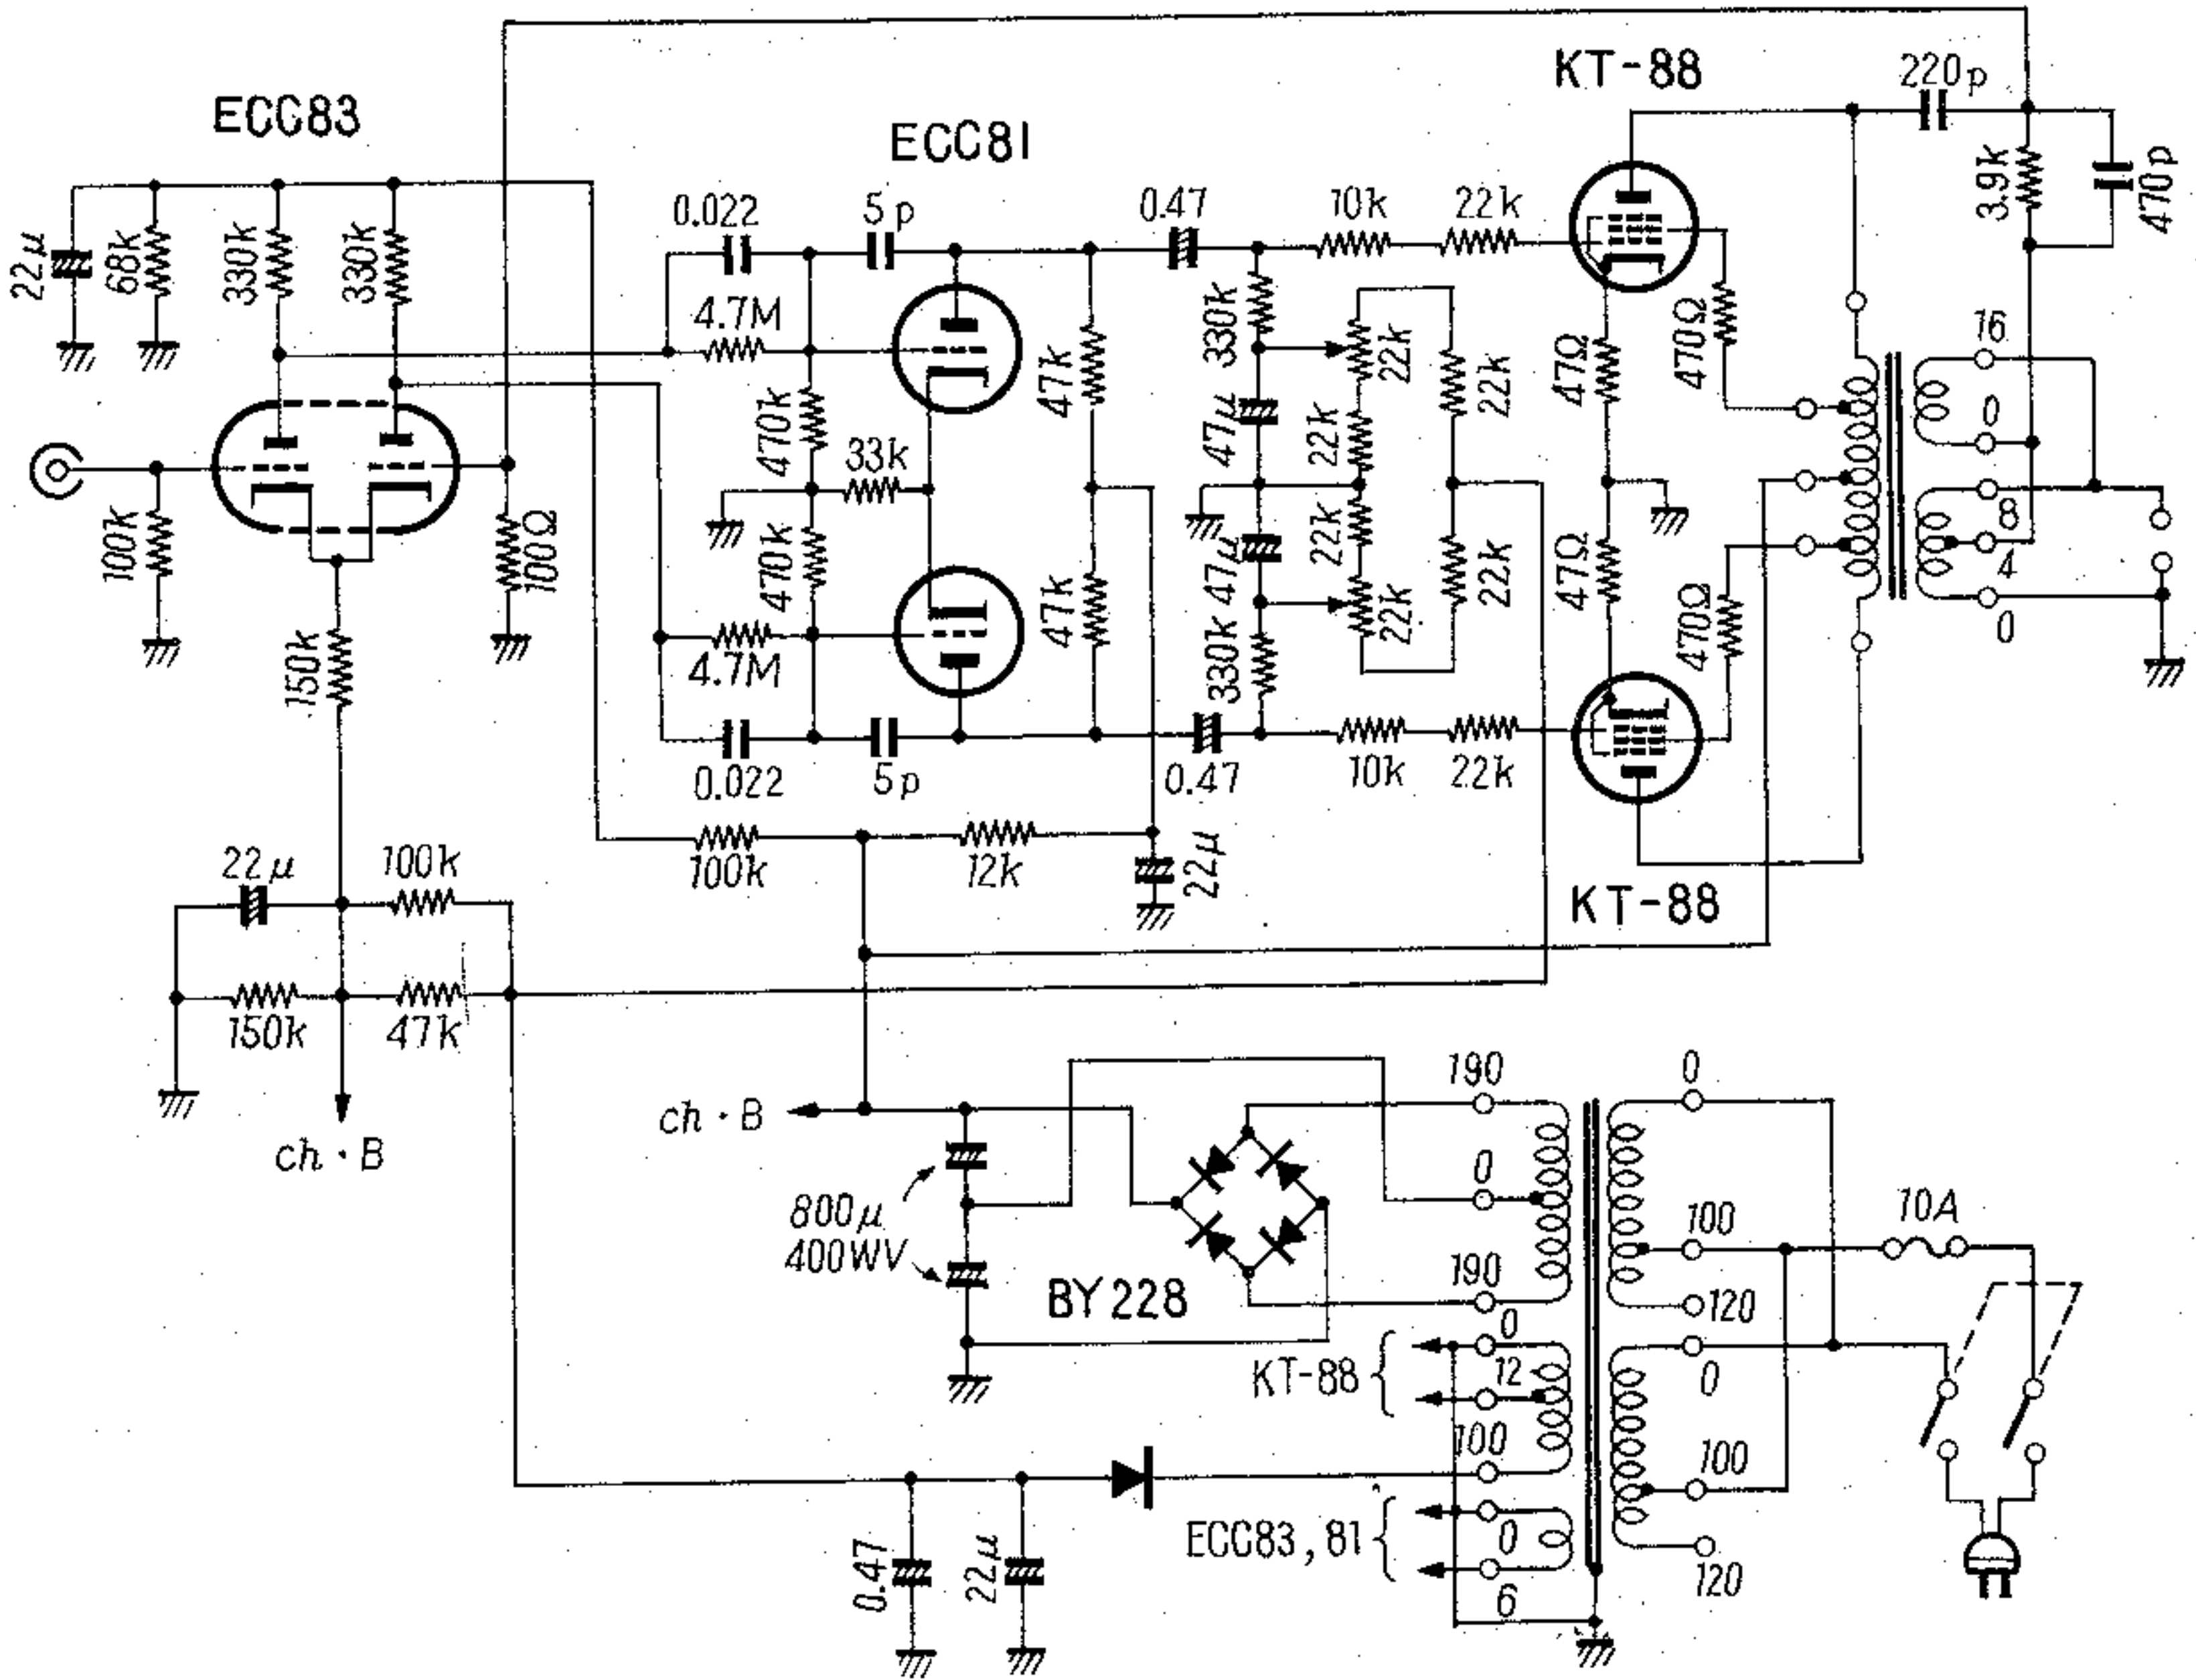 KT-88
220p
ECC83
ECC81
3.9k
470p
22μ
68k
330k
330k
0.022
5p
0.47
10k
22k
4.7M
47k
330k
22k
22k
47Ω
470Ω
16
0
470k
33k
47μ
22k
100k
100Ω
8
470k
47k
47μ
22k
22k
22k
47Ω
470Ω
4
0
150k
4.7M
330k
0.022
5p
0.47
10k
22k
22μ
100k
100k
12k
22μ
KT-88
150k
47k
ch・B
ch・B
190
0
0
800μ
400WV
100
10A
BY228
190
120
KT-88
0
12
0
100
100
ECC83, 81
0
0.47
22μ
6
120